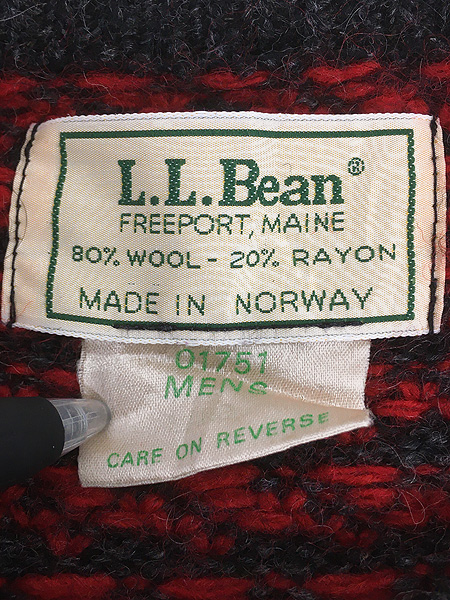 L.L.Bean®
FREEPORT, MAINE
80% WOOL - 20% RAYON
MADE IN NORWAY
01751
MENS
CARE ON REVERSE